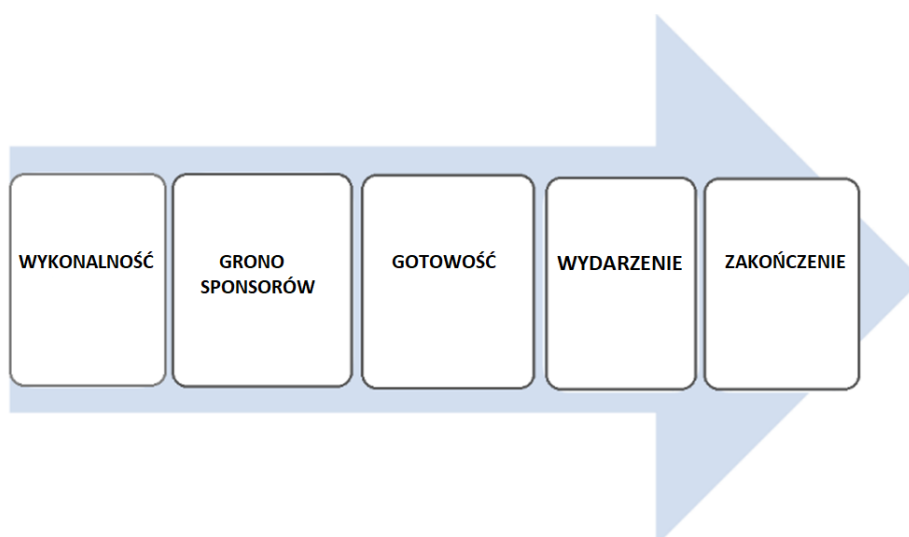 WYKONALNOŚĆ
GRONO
SPONSORÓW
GOTOWOŚĆ
WYDARZENIE
ZAKOŃCZENIE